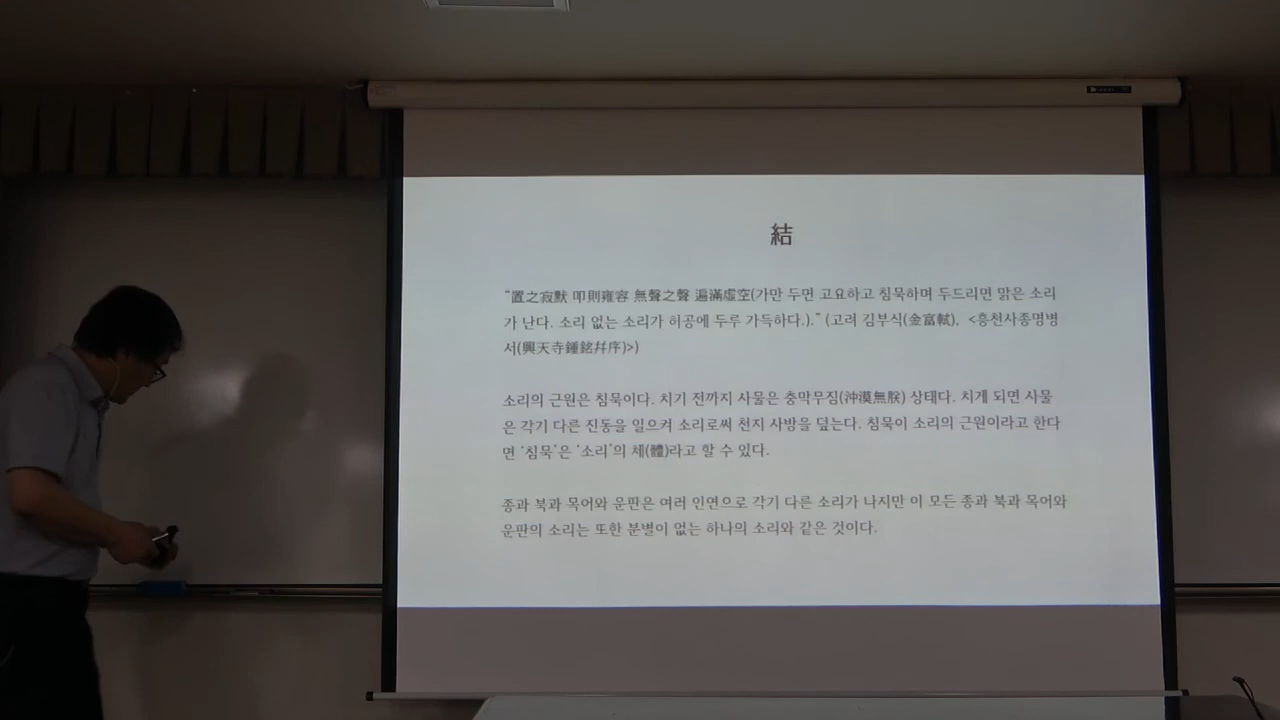 結
“置之寂默 叩則雍容 無聲之聲 遍滿虛空(가만 두면 고요하고 침묵하며 두드리면 맑은 소리
가 난다. 소리 없는 소리가 허공에 두루 가득하다.).” (고려 김부식(金富軾), <흥천사종명병
서(興天寺鍾銘幷序)>)
소리의 근원은 침묵이다. 치기 전까지 사물은 충막무짐(沖漠無朕) 상태다. 치게 되면 사물
은 각기 다른 진동을 일으켜 소리로써 천지 사방을 덮는다. 침묵이 소리의 근원이라고 한다
면 ‘침묵’은 ‘소리’의 체(體)라고 할 수 있다.
종과 북과 목어와 운판은 여러 인면으로 각기 다른 소리가 나지만 이 모든 종과 북과 목어와
운판의 소리는 또한 분별이 없는 하나의 소리와 같은 것이다.